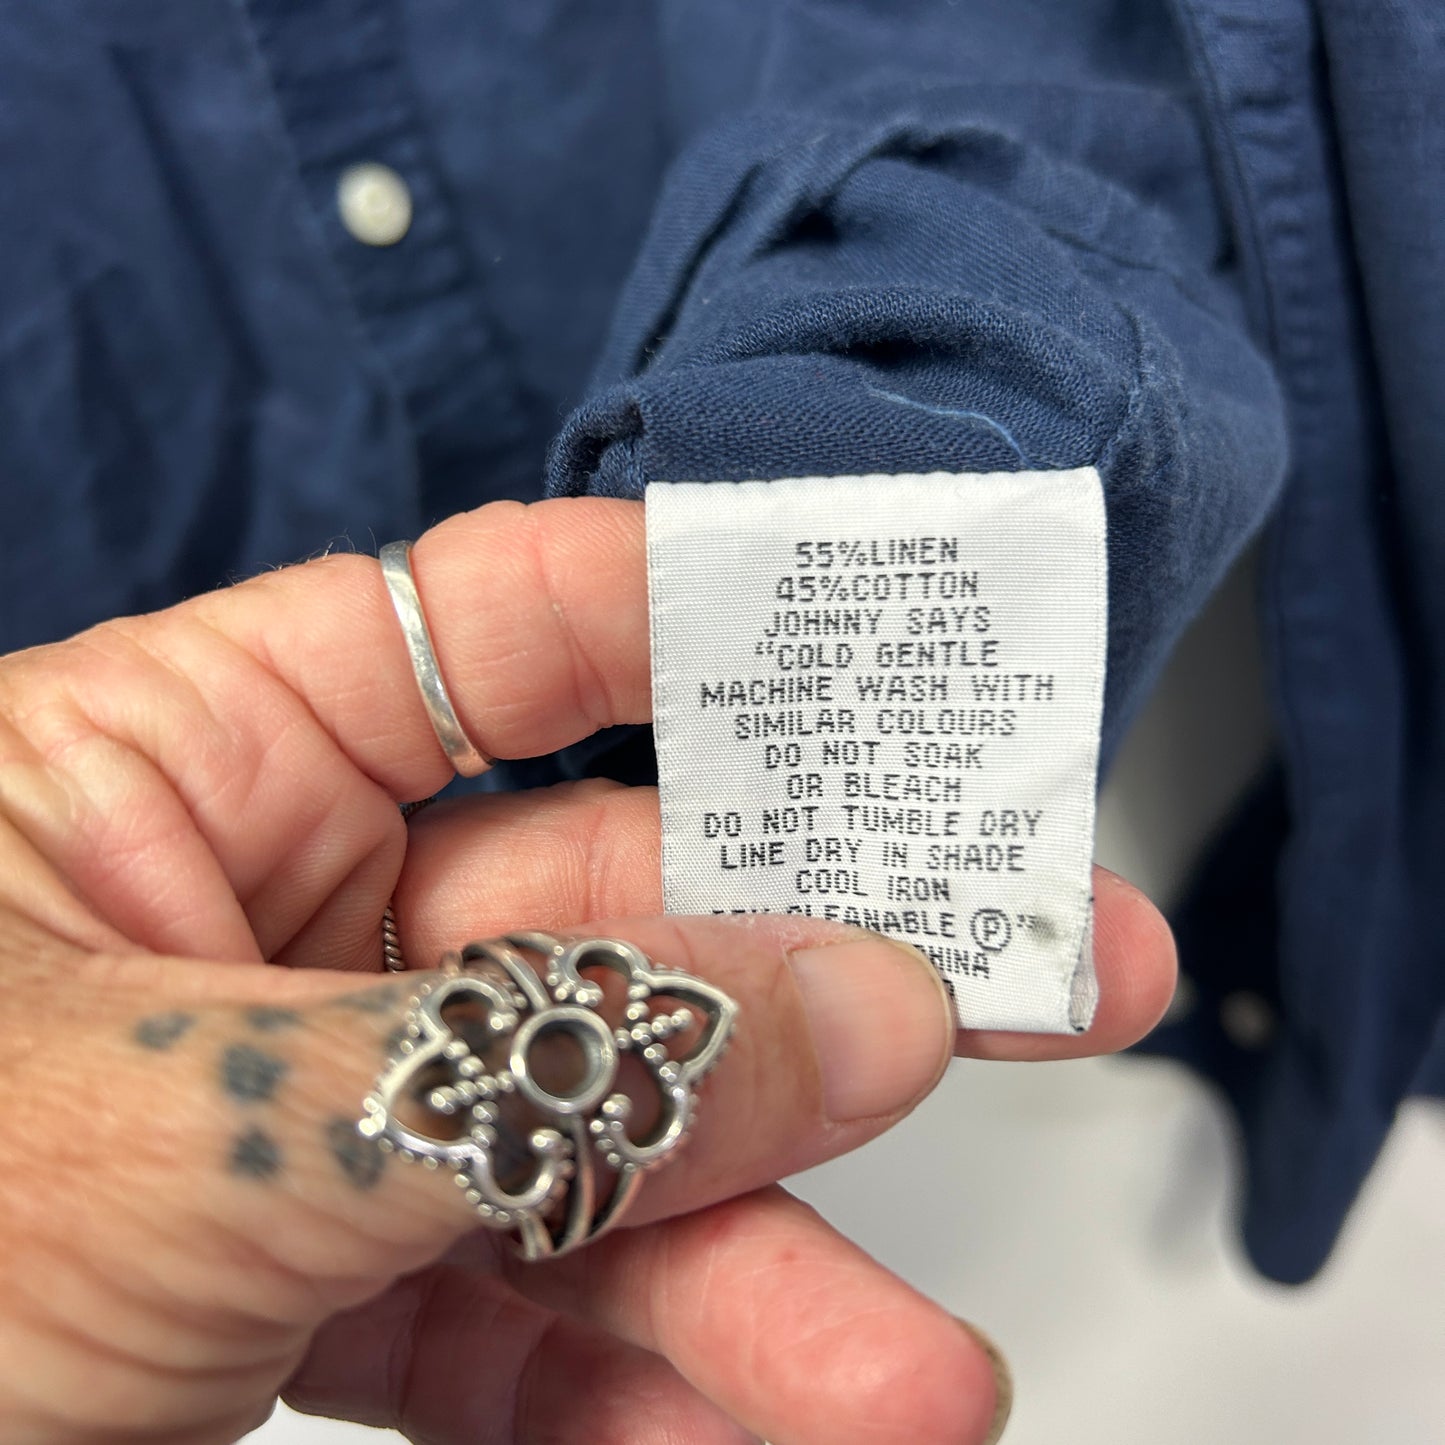 55%LINEN
45%COTTON
JOHNNY SAYS
“COLD GENTLE
MACHINE WASH WITH
SIMILAR COLOURS
DO NOT SOAK
OR BLEACH
DO NOT TUMBLE DRY
LINE DRY IN SHADE
COOL IRON
CLEANABLE Ⓟ”